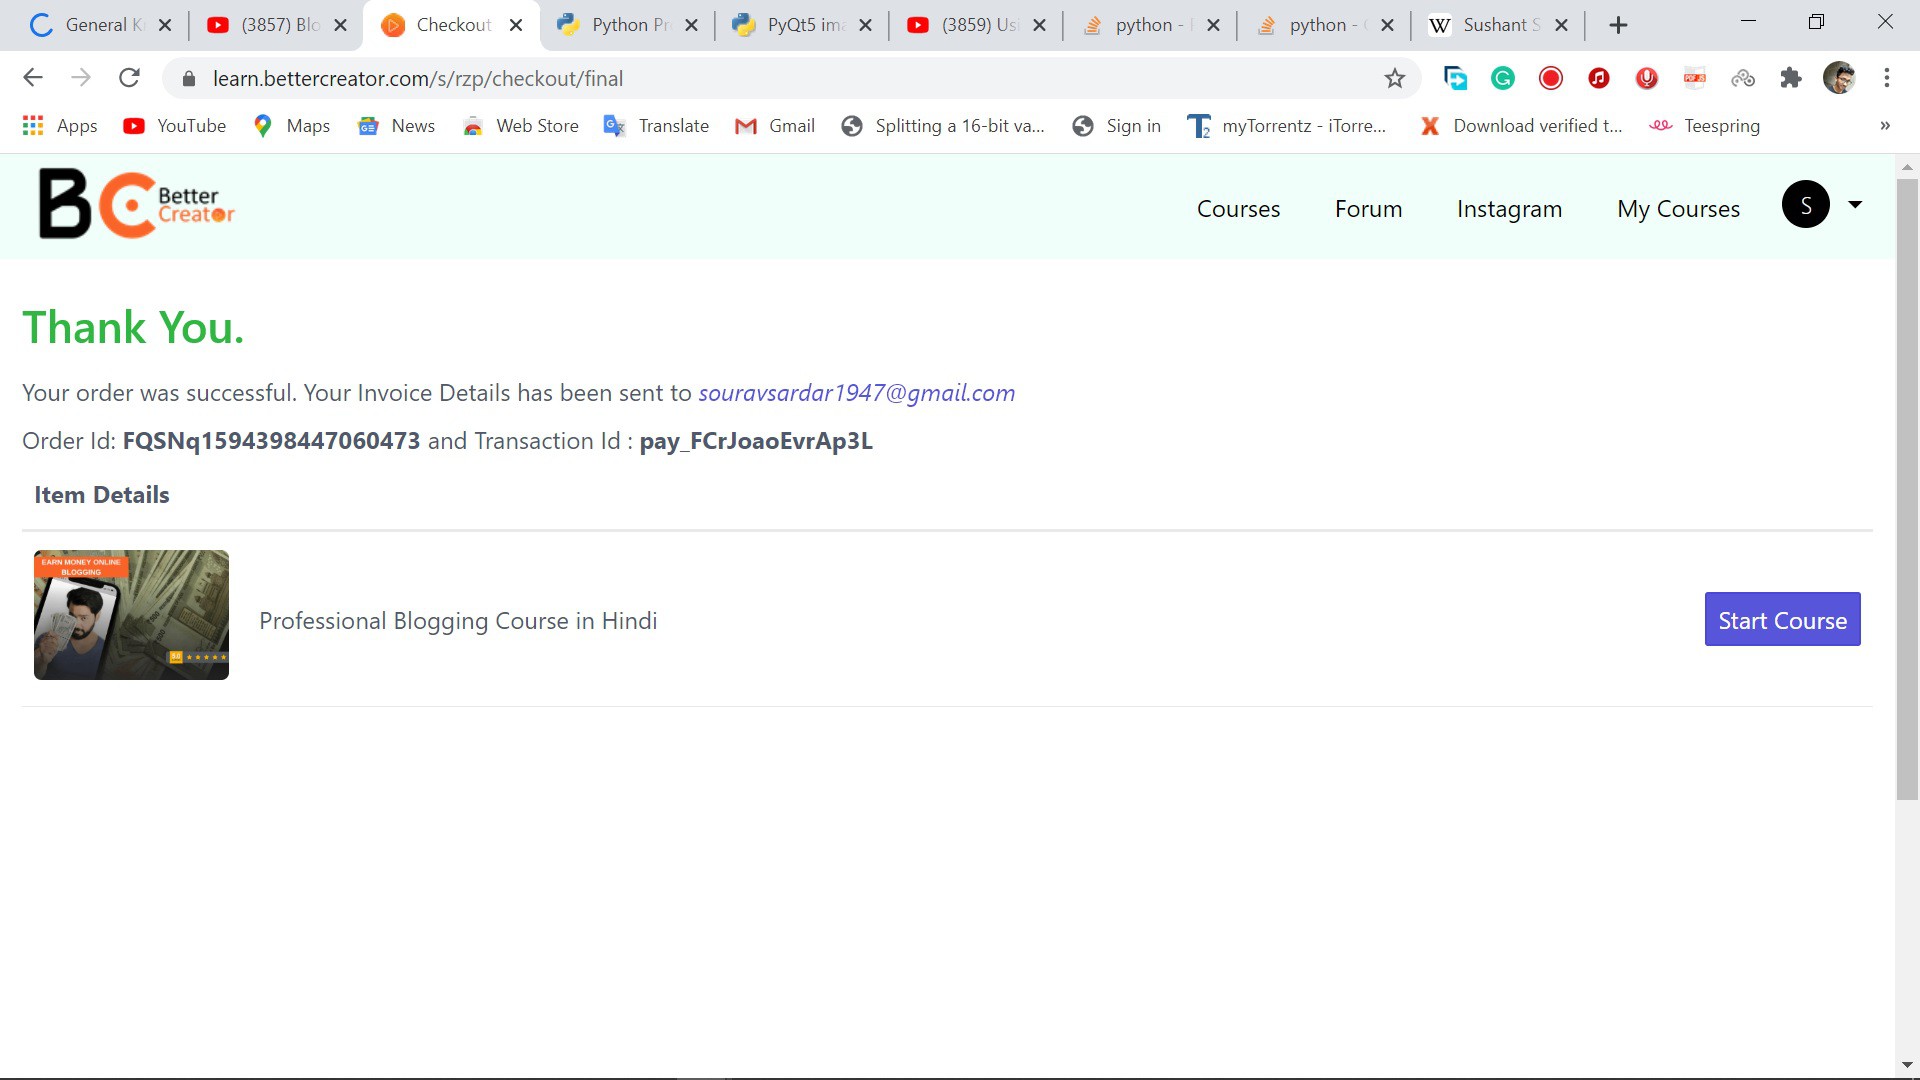 General K
(3857) Blo
Checkout
Python Pr
PyQt5 ima
(3859) Usi
python -
python -
Sushant S
learn.bettercreator.com/s/rzp/checkout/final
Apps
YouTube
Maps
News
Web Store
Translate
Gmail
Splitting a 16-bit va...
Sign in
myTorrentz - iTorre...
Download verified t...
Teespring
»
BC Better
Creator
Courses
Forum
Instagram
My Courses
S
Thank You.
Your order was successful. Your Invoice Details has been sent to souravsardar1947@gmail.com
Order Id: FQSNq1594398447060473 and Transaction Id : pay_FCrJoaoEvrAp3L
Item Details
EARN MONEY ONLINE
BLOGGING
Professional Blogging Course in Hindi
Start Course